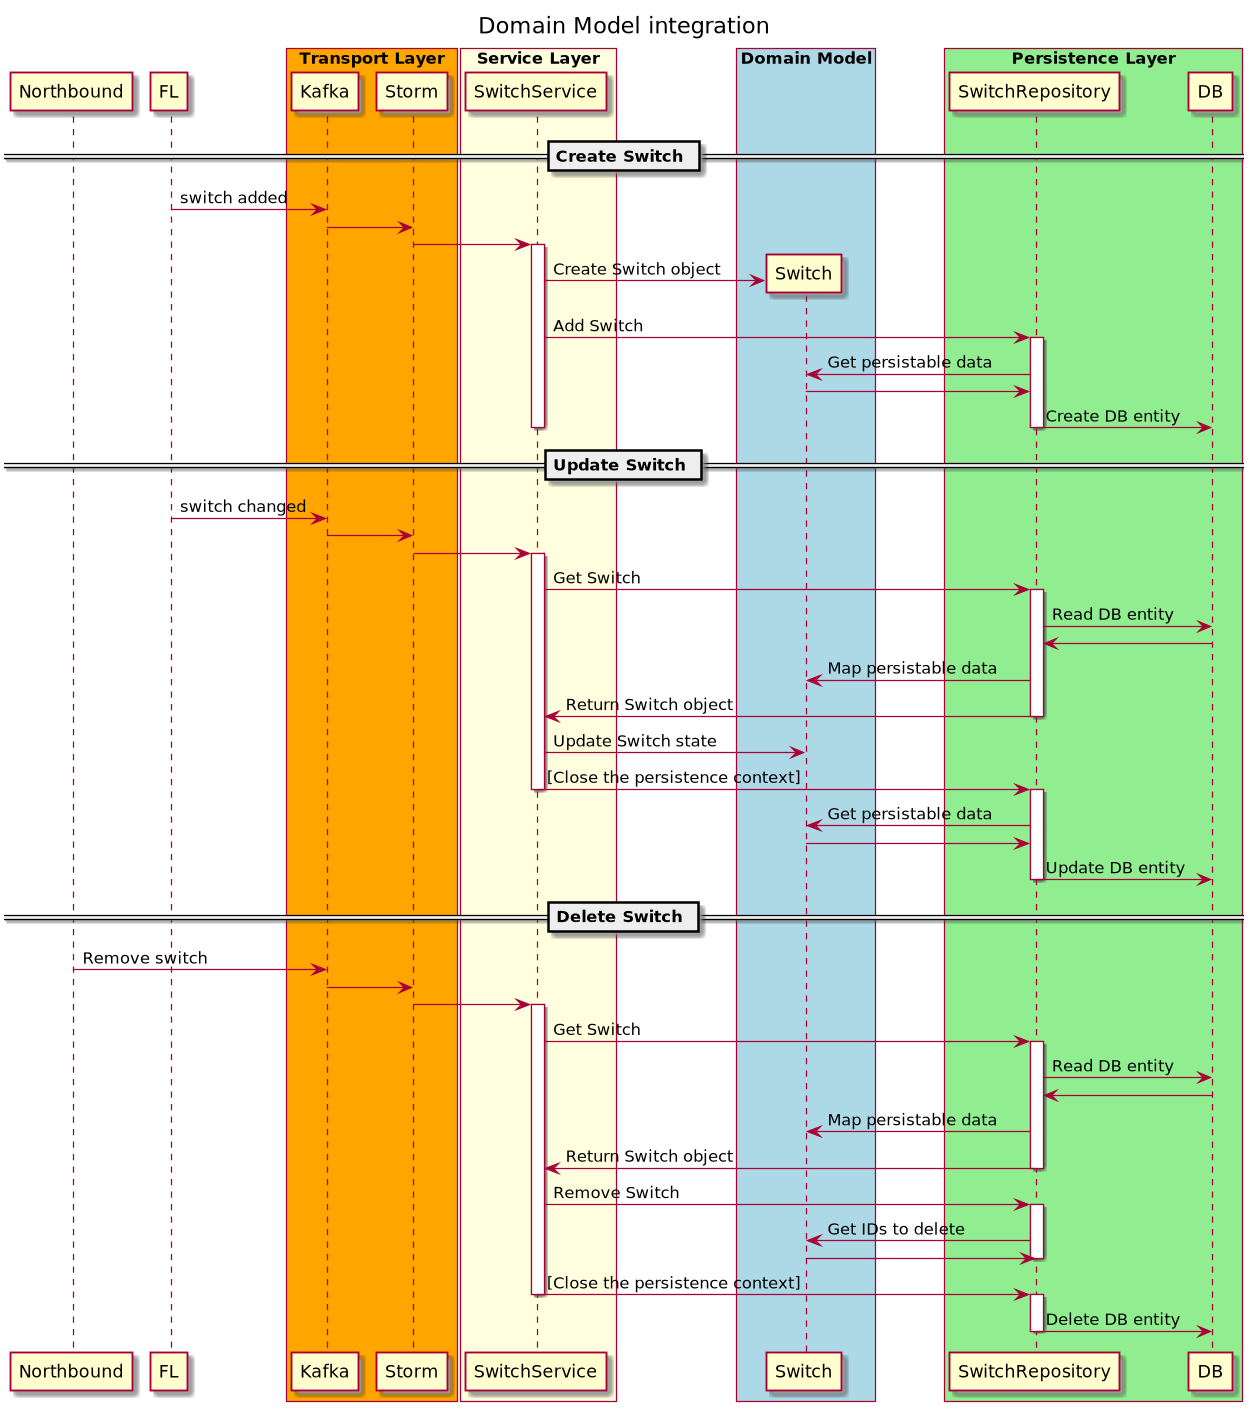 Domain Model integration
Transport Layer
Service Layer
Domain Model
Persistence Layer
Northbound
FL
Kafka
Storm
SwitchService
SwitchRepository
DB
Create Switch
switch added
Switch
Create Switch object
Add Switch
Get persistable data
Create DB entity
Update Switch
switch changed
Get Switch
Read DB entity
Map persistable data
Return Switch object
Update Switch state
[Close the persistence context]
Get persistable data
Update DB entity
Delete Switch
Remove switch
Get Switch
Read DB entity
Map persistable data
Return Switch object
Remove Switch
Get IDs to delete
[Close the persistence context]
Delete DB entity
Northbound
FL
Kafka
Storm
SwitchService
Switch
SwitchRepository
DB